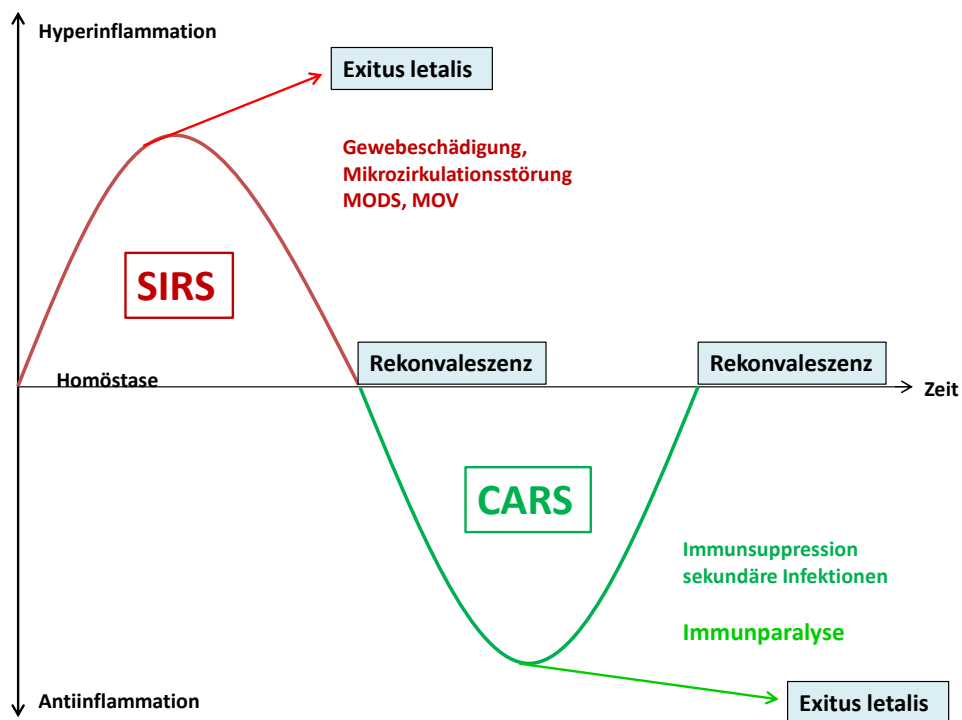 Hyperinflammation
Exitus letalis
Gewebeschädigung,
Mikrozirkulationsstörung
MODS, MOV
SIRS
Rekonvaleszenz
Rekonvaleszenz
Homöstase
Zeit
CARS
Immunsuppression
sekundäre Infektionen
Immunparalyse
Antiinflammation
Exitus letalis